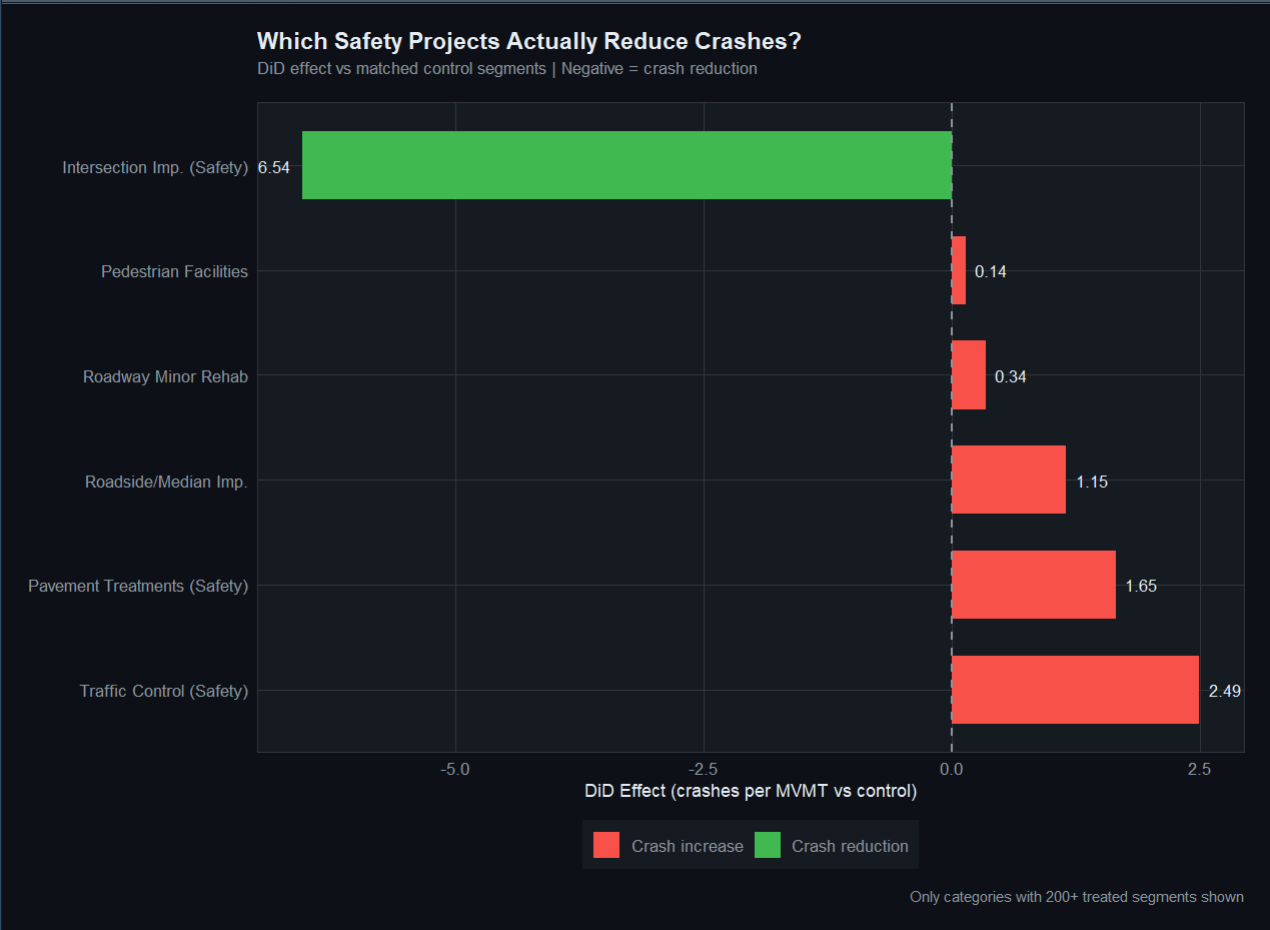 Which Safety Projects Actually Reduce Crashes?
DiD effect vs matched control segments | Negative = crash reduction
Intersection Imp. (Safety) 6.54
Pedestrian Facilities 0.14
Roadway Minor Rehab 0.34
Roadside/Median Imp. 1.15
Pavement Treatments (Safety) 1.65
Traffic Control (Safety) 2.49
-5.0 -2.5 0.0 2.5
DiD Effect (crashes per MVMT vs control)
Crash increase Crash reduction
Only categories with 200+ treated segments shown